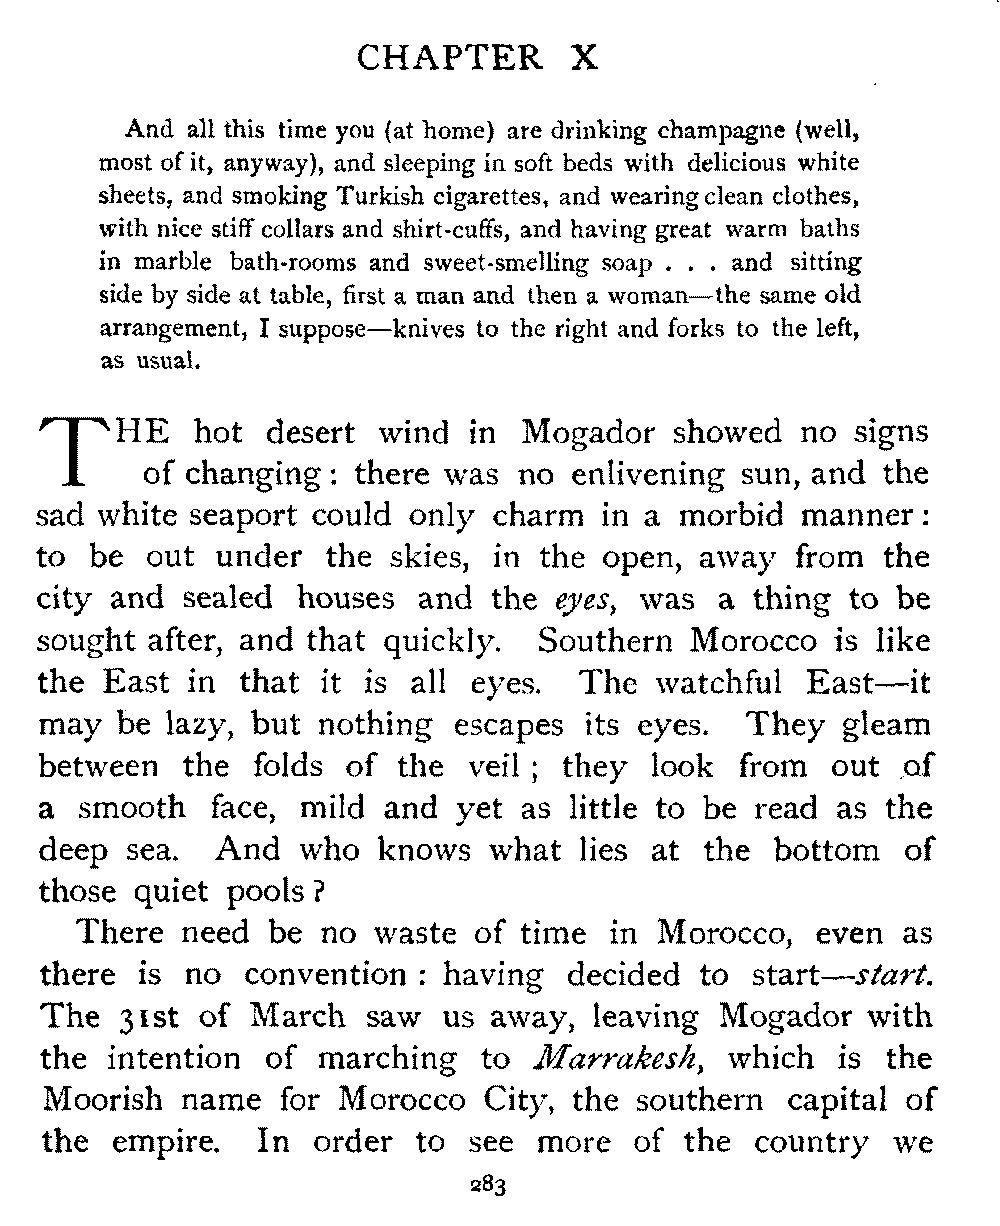 CHAPTER X
And all this time you (at home) are drinking champagne (well,
most of it, anyway), and sleeping in soft beds with delicious white
sheets, and smoking Turkish cigarettes, and wearing clean clothes,
with nice stiff collars and shirt-cuffs, and having great warm baths
in marble bath-rooms and sweet-smelling soap . . . and sitting
side by side at table, first a man and then a woman—the same old
arrangement, I suppose—knives to the right and forks to the left,
as usual.
THE hot desert wind in Mogador showed no signs
of changing: there was no enlivening sun, and the
sad white seaport could only charm in a morbid manner:
to be out under the skies, in the open, away from the
city and sealed houses and the eyes, was a thing to be
sought after, and that quickly. Southern Morocco is like
the East in that it is all eyes. The watchful East—it
may be lazy, but nothing escapes its eyes. They gleam
between the folds of the veil; they look from out of
a smooth face, mild and yet as little to be read as the
deep sea. And who knows what lies at the bottom of
those quiet pools?
There need be no waste of time in Morocco, even as
there is no convention: having decided to start—start.
The 31st of March saw us away, leaving Mogador with
the intention of marching to Marrakesh, which is the
Moorish name for Morocco City, the southern capital of
the empire. In order to see more of the country we
283